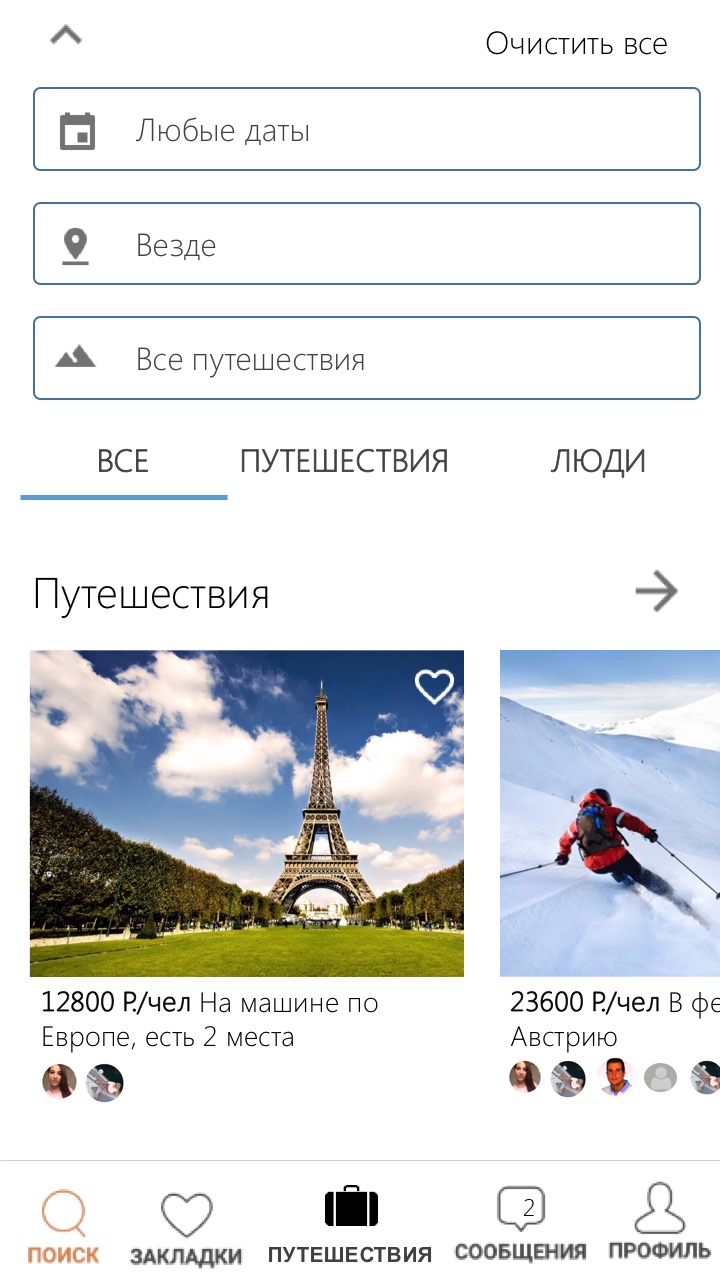 Очистить все
Любые даты
Везде
Все путешествия
ВСЕ ПУТЕШЕСТВИЯ ЛЮДИ
Путешествия
12800 Р./чел На машине по
Европе, есть 2 места
23600 Р./чел В фе
Австрию
2
ПОИСК ЗАКЛАДКИ ПУТЕШЕСТВИЯ СООБЩЕНИЯ ПРОФИЛЬ